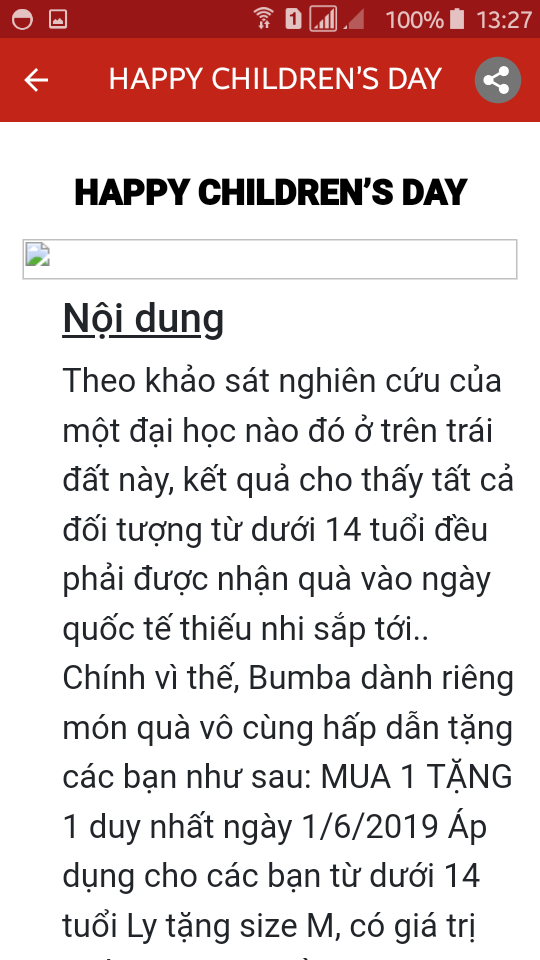 1 100% 13:27
HAPPY CHILDREN'S DAY
HAPPY CHILDREN'S DAY
Nội dung
Theo khảo sát nghiên cứu của
một đại học nào đó ở trên trái
đất này, kết quả cho thấy tất cả
đối tượng từ dưới 14 tuổi đều
phải được nhận quà vào ngày
quốc tế thiếu nhi sắp tới..
Chính vì thế, Bumba dành riêng
món quà vô cùng hấp dẫn tặng
các bạn như sau: MUA 1 TẶNG
1 duy nhất ngày 1/6/2019 Áp
dụng cho các bạn từ dưới 14
tuổi Ly tặng size M, có giá trị